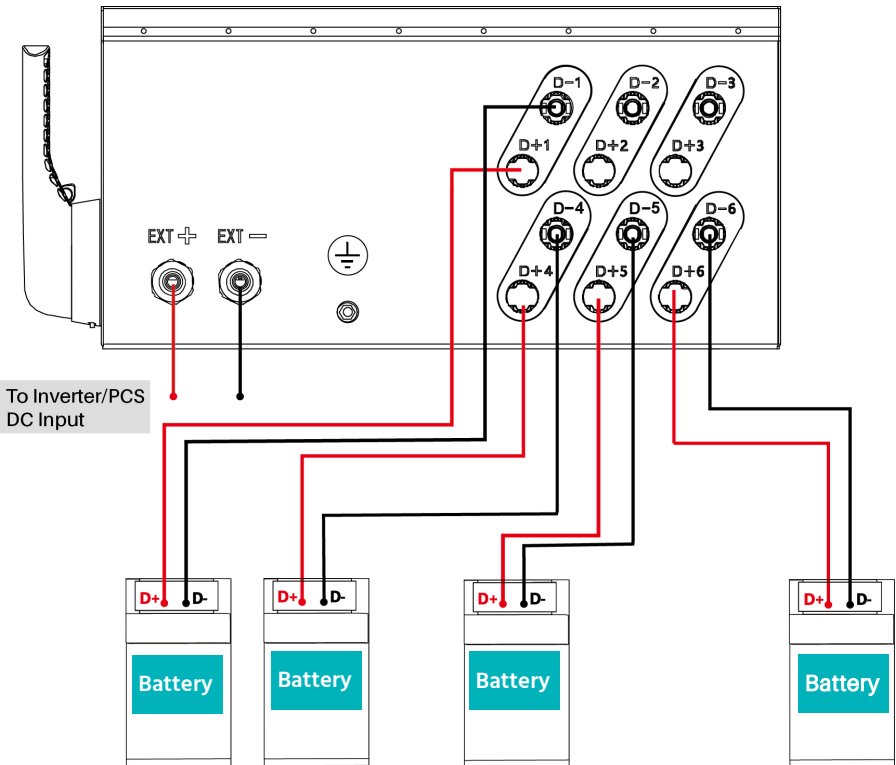 D-1 D-2 D-3
D+1 D+2 D+3
D-4 D-5 D-6
EXT + EXT -
D+4 D+5 D+6
To Inverter/PCS
DC Input
D+ D- D+ D- D+ D- D+ D-
Battery Battery Battery Battery